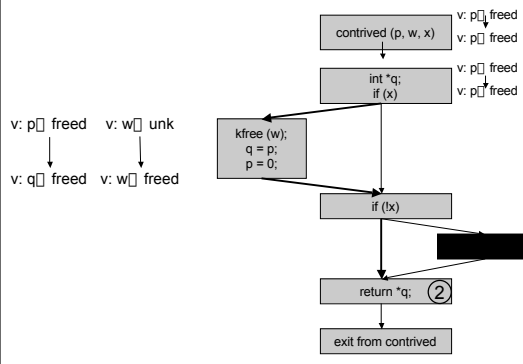 contrived (p, w, x)
v: p▯ freed
v: p▯ freed
int *q;
if (x)
v: p▯ freed
v: p▯ freed
v: p▯ freed
v: w▯ unk
kfree (w);
q = p;
p = 0;
v: q▯ freed
v: w▯ freed
if (!x)
return *q;
2
exit from contrived